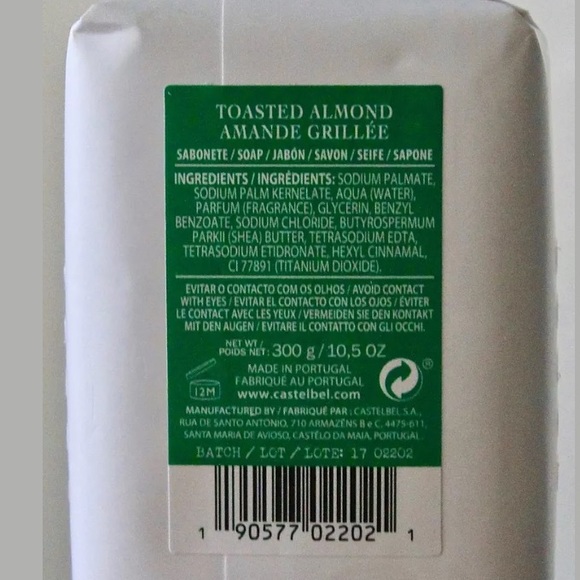 TOASTED ALMOND
AMANDE GRILLÉE
SABONETE / SOAP / JABÓN / SAVON / SEIFE / SAPONE
INGREDIENTS / INGRÉDIENTS: SODIUM PALMATE,
SODIUM PALM KERNELATE, AQUA (WATER),
PARFUM (FRAGRANCE), GLYCERIN, BENZYL
BENZOATE, SODIUM CHLORIDE, BUTYROSPERMUM
PARKII (SHEA) BUTTER, TETRASODIUM EDTA,
TETRASODIUM ETIDRONATE, HEXYL CINNAMAL,
CI 77891 (TITANIUM DIOXIDE).
EVITAR O CONTACTO COM OS OLHOS / AVOID CONTACT
WITH EYES / EVITAR EL CONTACTO CON LOS OJOS / ÉVITER
LE CONTACT AVEC LES YEUX / VERMEIDEN SIE DEN KONTAKT
MIT DEN AUGEN / EVITARE IL CONTATTO CON GLI OCCHI.
NET WT /
POIDS NET: 300 g / 10,5 OZ
MADE IN PORTUGAL
FABRIQUÉ AU PORTUGAL
www.castelbel.com
12M
®
MANUFACTURED BY / FABRIQUÉ PAR : CASTELBEL S.A.,
RUA DE SANTO ANTÓNIO, 710 ARMAZÉNS B e C, 4475-611,
SANTA MARIA DE AVIOSO, CASTÊLO DA MAIA, PORTUGAL.
BATCH / LOT / LOTE: 17 02202
1 90577 02202 1